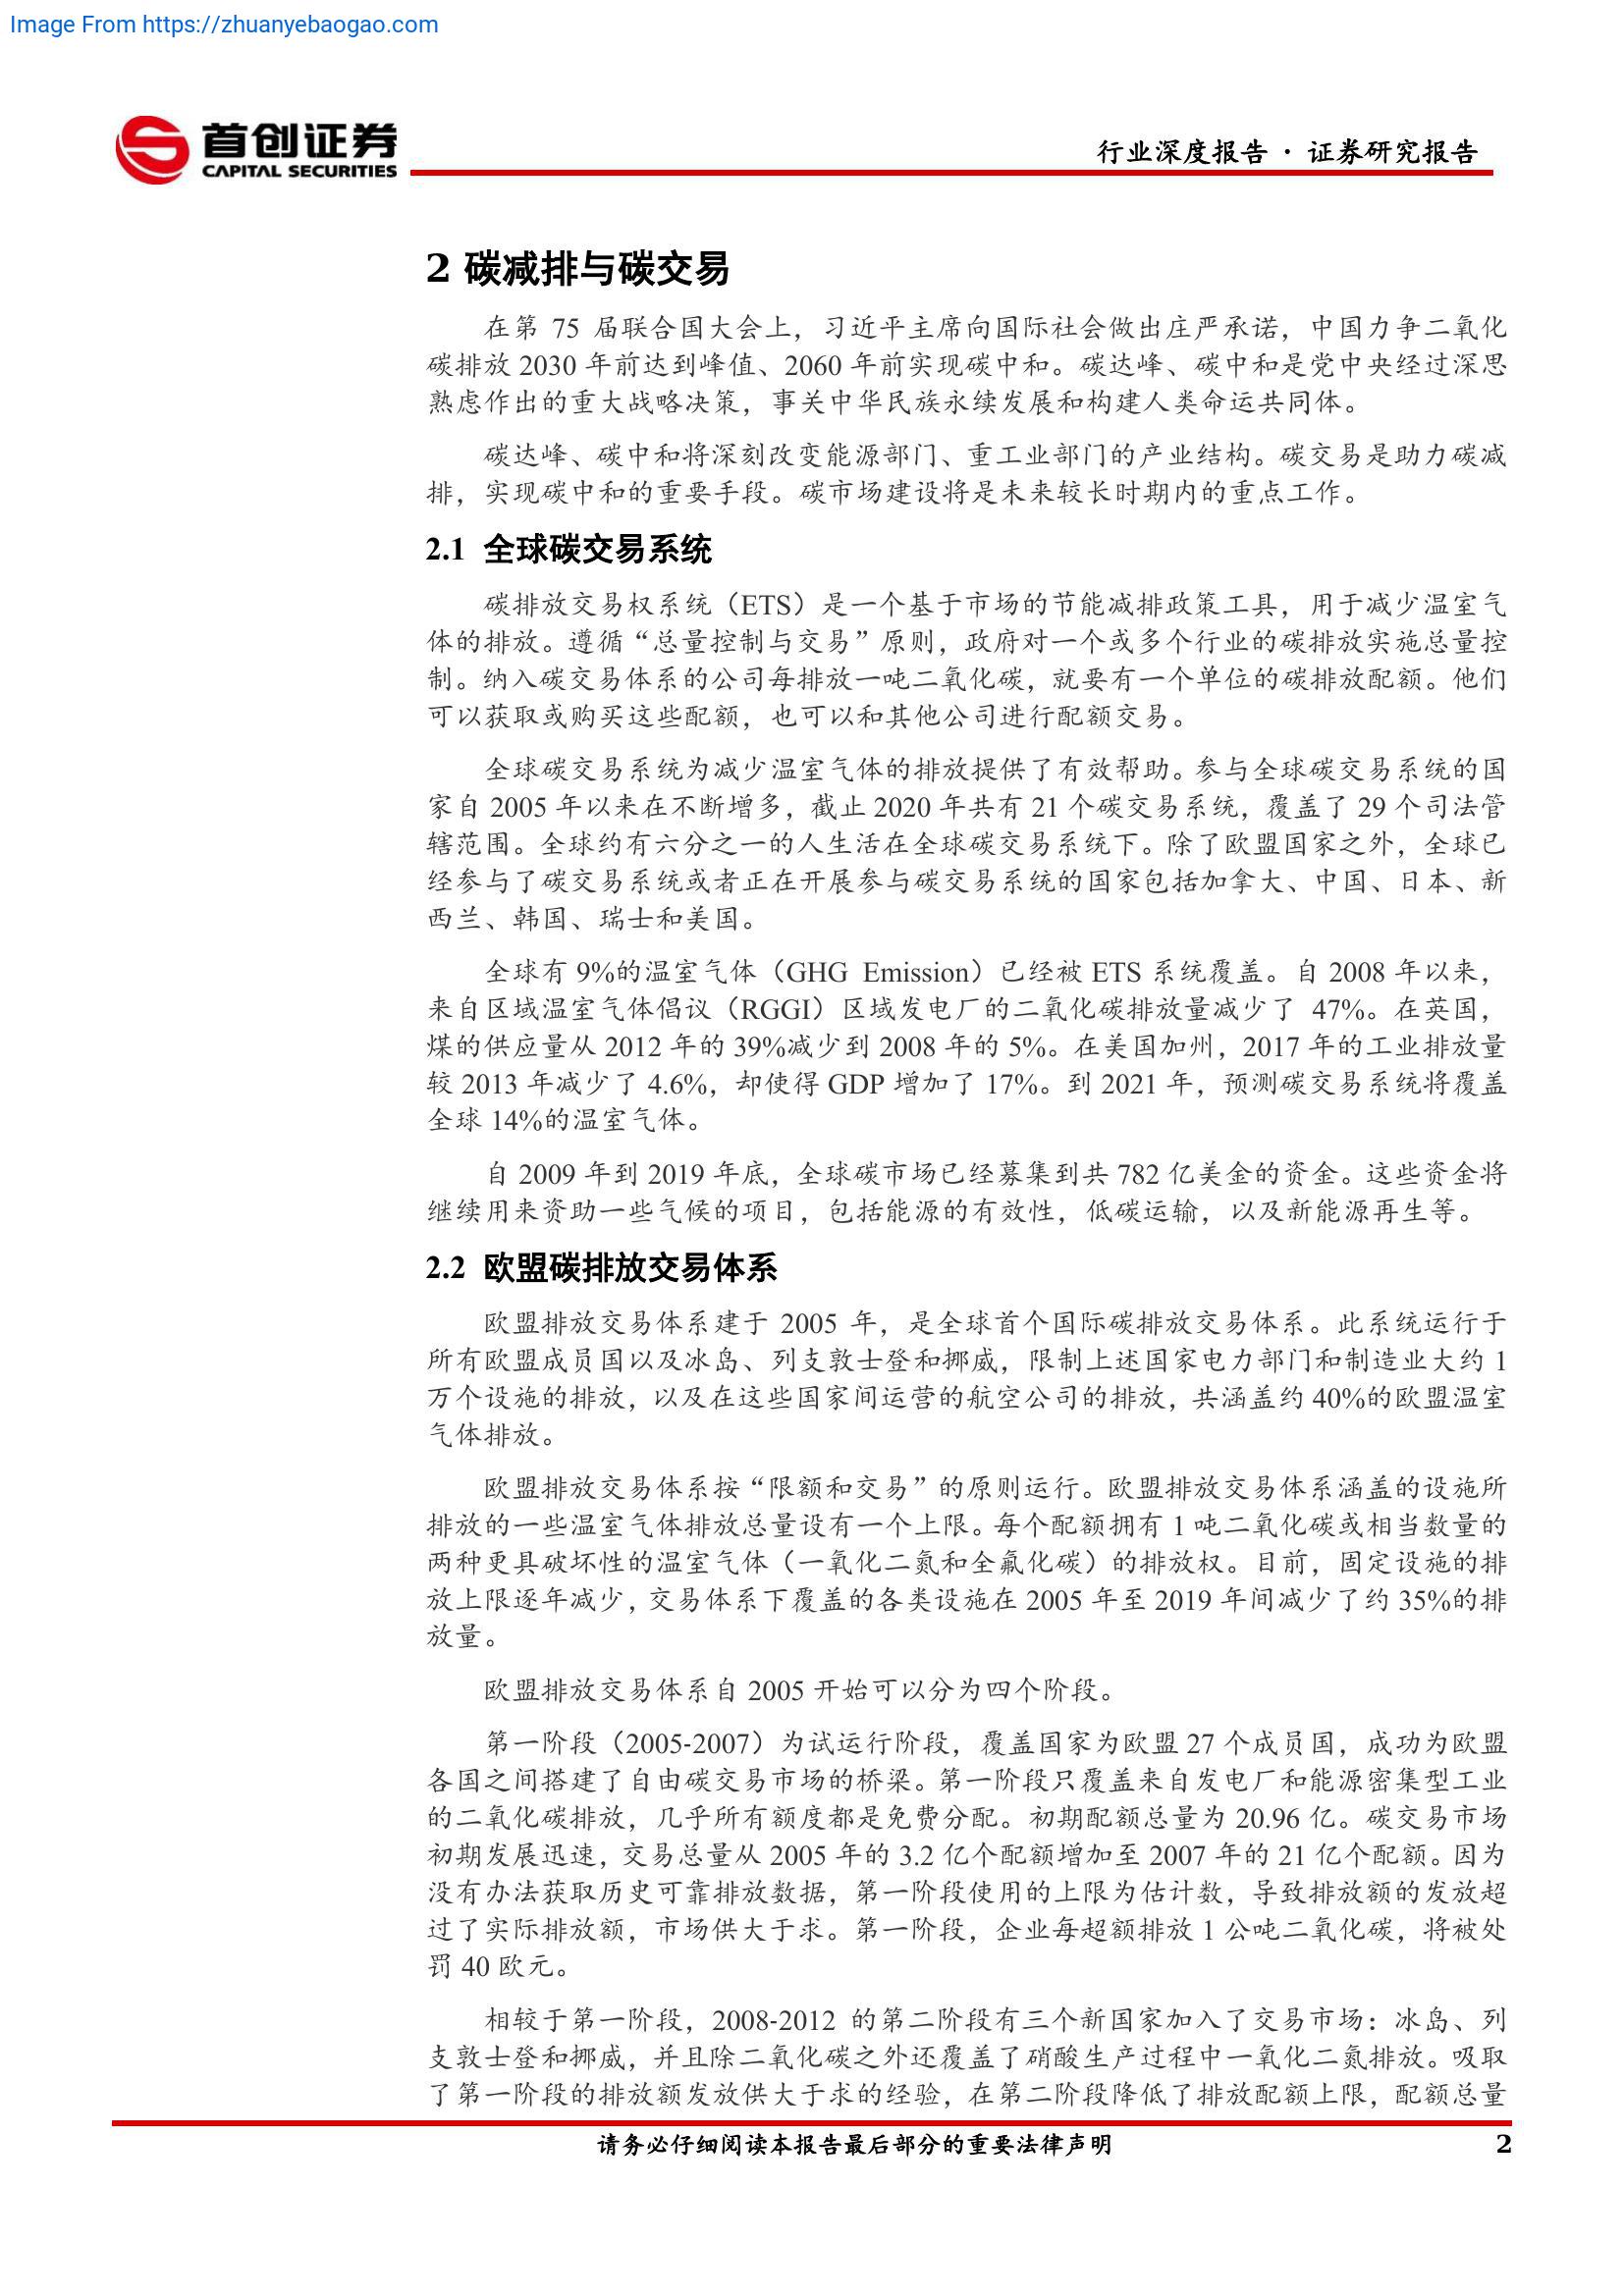 Image From https://zhuanyebaogao.com
首创证券
CAPITAL SECURITIES
行业深度报告 · 证券研究报告
2 碳减排与碳交易
在第 75 届联合国大会上，习近平主席向国际社会做出庄严承诺，中国力争二氧化
碳排放 2030 年前达到峰值、2060 年前实现碳中和。碳达峰、碳中和是党中央经过深思
熟虑作出的重大战略决策，事关中华民族永续发展和构建人类命运共同体。
碳达峰、碳中和将深刻改变能源部门、重工业部门的产业结构。碳交易是助力碳减
排，实现碳中和的重要手段。碳市场建设将是未来较长时期内的重点工作。
2.1 全球碳交易系统
碳排放交易权系统（ETS）是一个基于市场的节能减排政策工具，用于减少温室气
体的排放。遵循“总量控制与交易”原则，政府对一个或多个行业的碳排放实施总量控
制。纳入碳交易体系的公司每排放一吨二氧化碳，就要有一个单位的碳排放配额。他们
可以获取或购买这些配额，也可以和其他公司进行配额交易。
全球碳交易系统为减少温室气体的排放提供了有效帮助。参与全球碳交易系统的国
家自 2005 年以来在不断增多，截止 2020 年共有 21 个碳交易系统，覆盖了 29 个司法管
辖范围。全球约有六分之一的人生活在全球碳交易系统下。除了欧盟国家之外，全球已
经参与了碳交易系统或者正在开展参与碳交易系统的国家包括加拿大、中国、日本、新
西兰、韩国、瑞士和美国。
全球有 9%的温室气体（GHG Emission）已经被 ETS 系统覆盖。自 2008 年以来，
来自区域温室气体倡议（RGGI）区域发电厂的二氧化碳排放量减少了 47%。在英国，
煤的供应量从 2012 年的 39%减少到 2008 年的 5%。在美国加州，2017 年的工业排放量
较 2013 年减少了 4.6%，却使得 GDP 增加了 17%。到 2021 年，预测碳交易系统将覆盖
全球 14%的温室气体。
自 2009 年到 2019 年底，全球碳市场已经募集到共 782 亿美金的资金。这些资金将
继续用来资助一些气候的项目，包括能源的有效性，低碳运输，以及新能源再生等。
2.2 欧盟碳排放交易体系
欧盟排放交易体系建于 2005 年，是全球首个国际碳排放交易体系。此系统运行于
所有欧盟成员国以及冰岛、列支敦士登和挪威，限制上述国家电力部门和制造业大约 1
万个设施的排放，以及在这些国家间运营的航空公司的排放，共涵盖约 40%的欧盟温室
气体排放。
欧盟排放交易体系按“限额和交易”的原则运行。欧盟排放交易体系涵盖的设施所
排放的一些温室气体排放总量设有一个上限。每个配额拥有 1 吨二氧化碳或相当数量的
两种更具破坏性的温室气体（一氧化二氮和全氟化碳）的排放权。目前，固定设施的排
放上限逐年减少，交易体系下覆盖的各类设施在 2005 年至 2019 年间减少了约 35%的排
放量。
欧盟排放交易体系自 2005 开始可以分为四个阶段。
第一阶段（2005-2007）为试运行阶段，覆盖国家为欧盟 27 个成员国，成功为欧盟
各国之间搭建了自由碳交易市场的桥梁。第一阶段只覆盖来自发电厂和能源密集型工业
的二氧化碳排放，几乎所有额度都是免费分配。初期配额总量为 20.96 亿。碳交易市场
初期发展迅速，交易总量从 2005 年的 3.2 亿个配额增加至 2007 年的 21 亿个配额。因为
没有办法获取历史可靠排放数据，第一阶段使用的上限为估计数，导致排放额的发放超
过了实际排放额，市场供大于求。第一阶段，企业每超额排放 1 公吨二氧化碳，将被处
罚 40 欧元。
相较于第一阶段，2008-2012 的第二阶段有三个新国家加入了交易市场：冰岛、列
支敦士登和挪威，并且除二氧化碳之外还覆盖了硝酸生产过程中一氧化二氮排放。吸取
了第一阶段的排放额发放供大于求的经验，在第二阶段降低了排放配额上限，配额总量
请务必仔细阅读本报告最后部分的重要法律声明
2